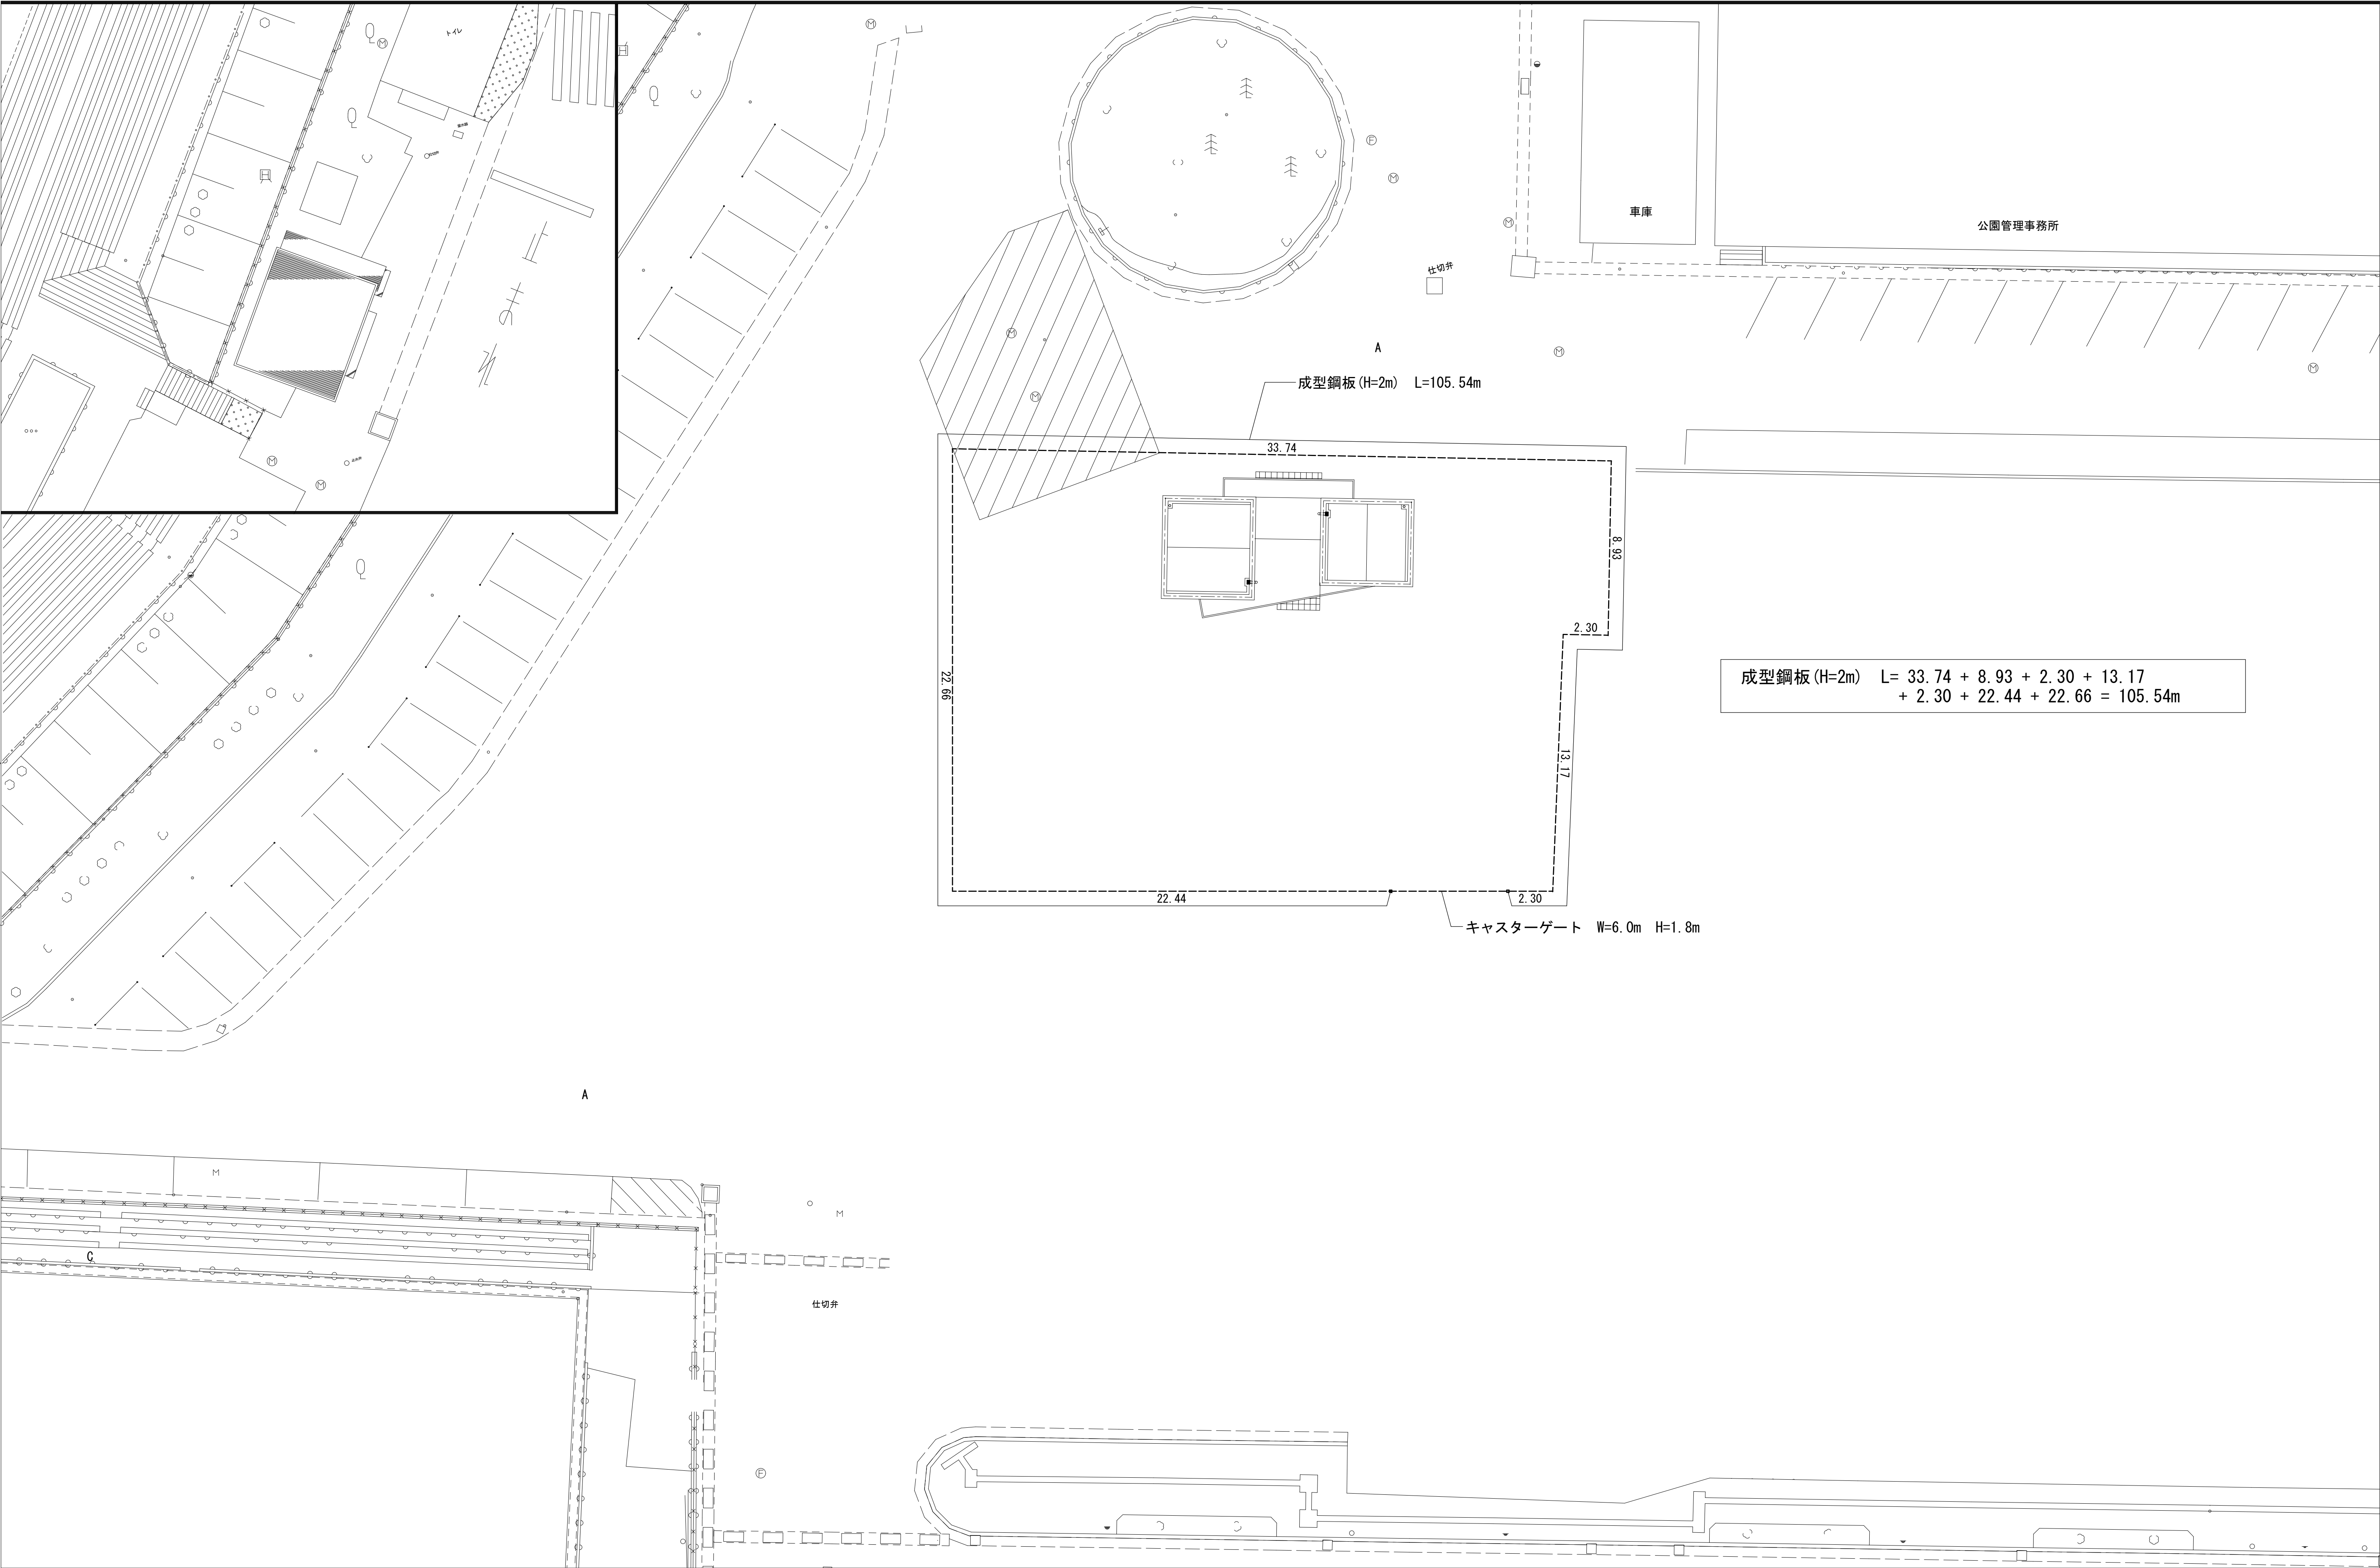 トイレ
M
M
M
F
M
M
車庫
公園管理事務所
仕切弁
A
M
M
M
M
成型鋼板(H=2m) L=105.54m
33.74
M
M
8.93
2.30
22.66
成型鋼板(H=2m) L= 33.74 + 8.93 + 2.30 + 13.17
+ 2.30 + 22.44 + 22.66 = 105.54m
13.17
22.44
2.30
キャスターゲート W=6.0m H=1.8m
A
M
M
C
仕切弁
F